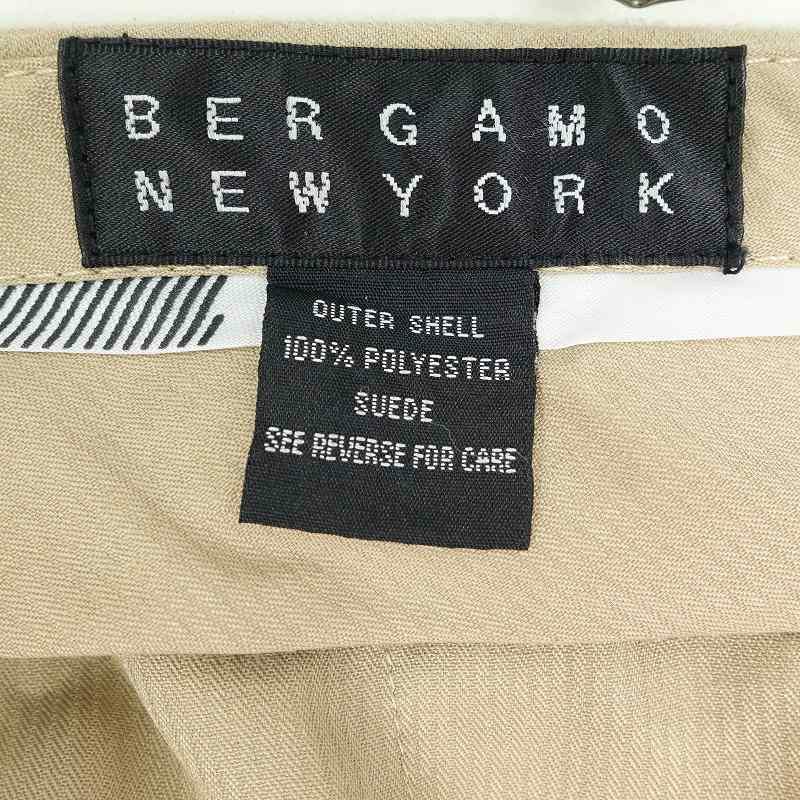 BERGAMO
NEW YORK
OUTER SHELL
100% POLYESTER
SUEDE
SEE REVERSE FOR CARE